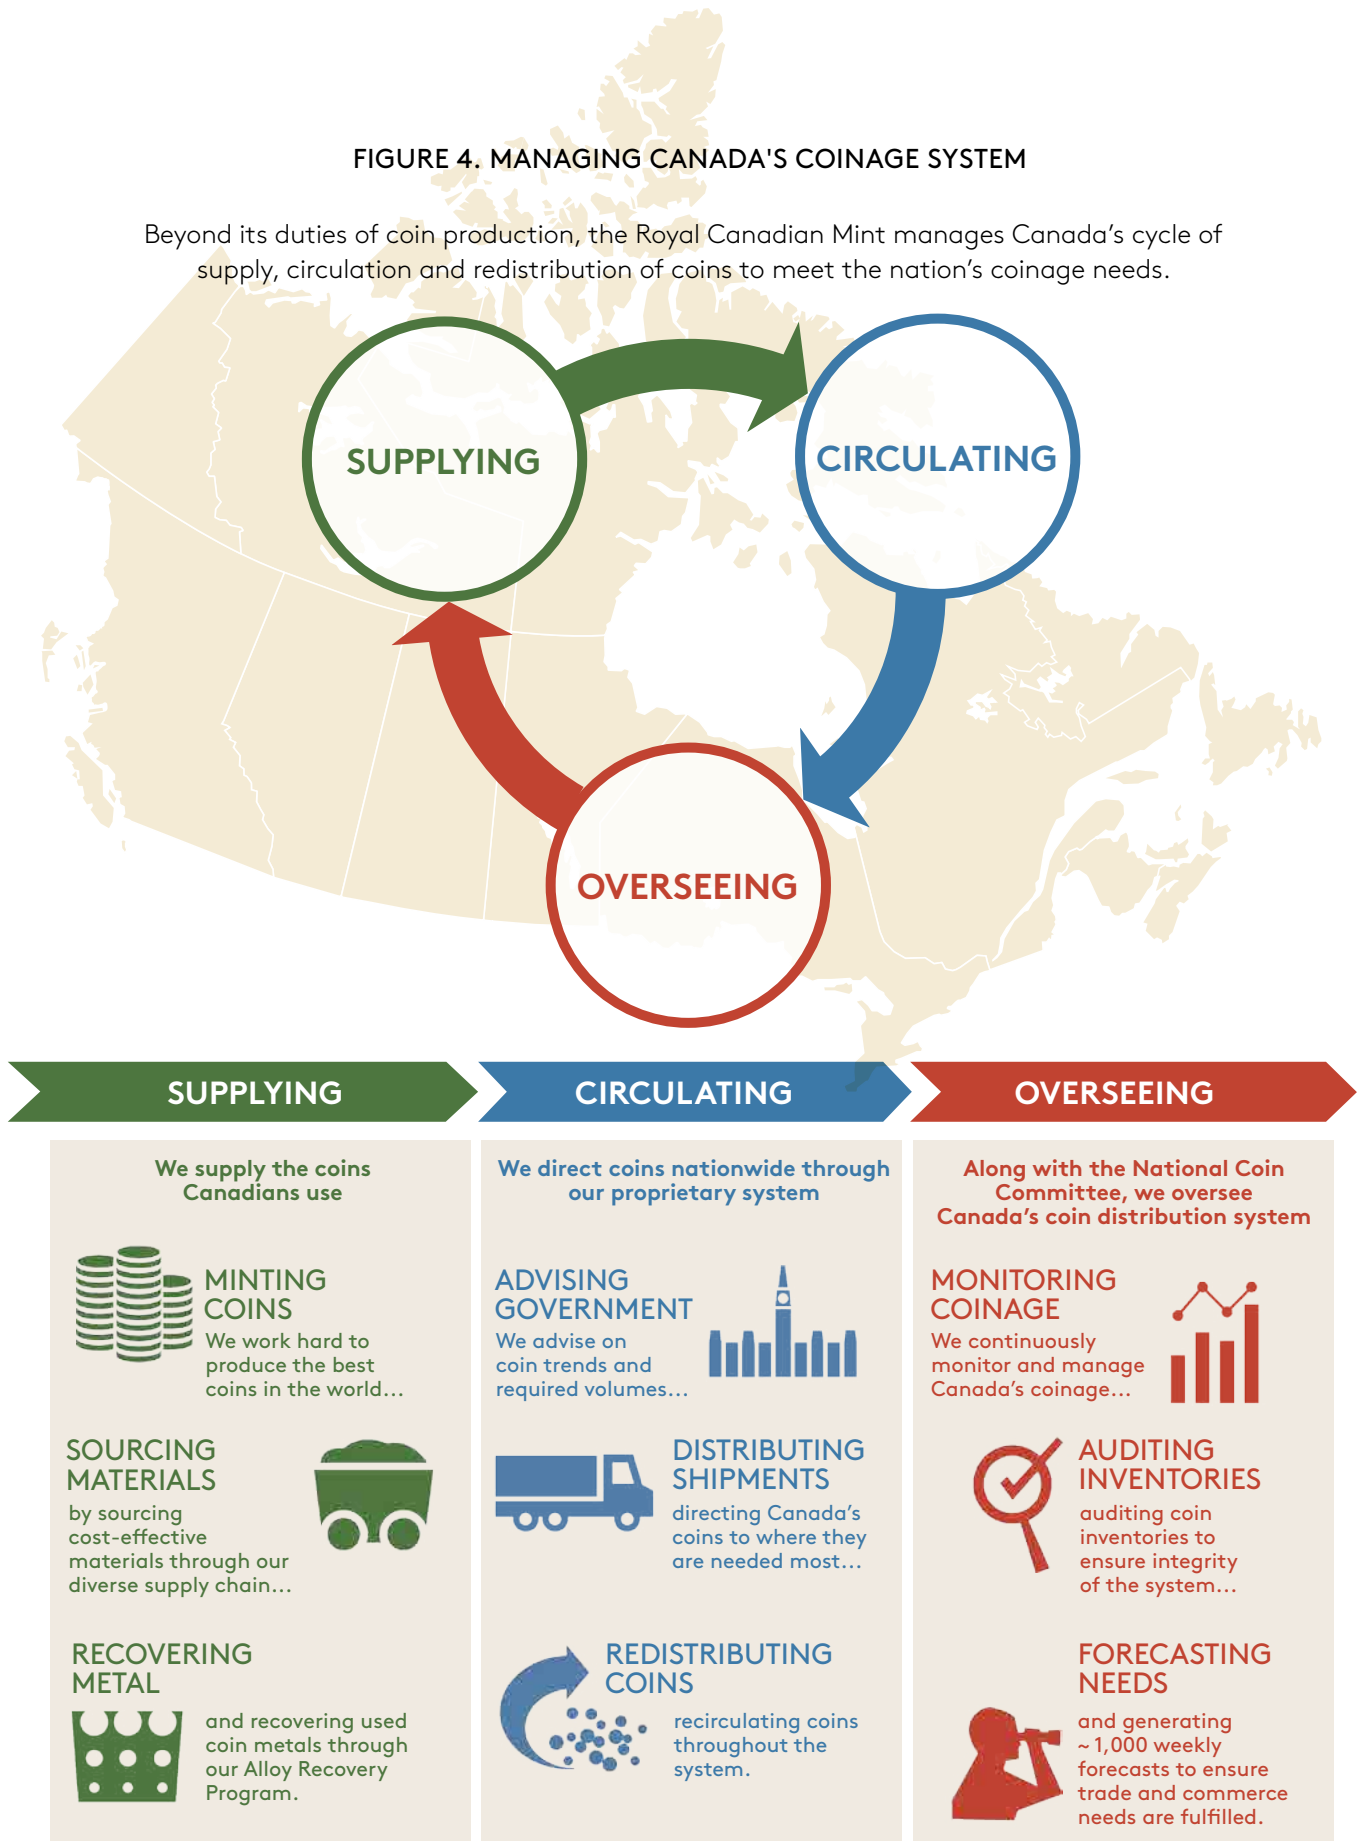 FIGURE 4. MANAGING CANADA'S COINAGE SYSTEM
Beyond its duties of coin production, the Royal Canadian Mint manages Canada's cycle of
supply, circulation and redistribution of coins to meet the nation's coinage needs.
SUPPLYING
CIRCULATING
OVERSEEING
SUPPLYING
CIRCULATING
OVERSEEING
We supply the coins
Canadians use
MINTING
COINS
We work hard to
produce the best
coins in the world...
SOURCING
MATERIALS
by sourcing
cost-effective
materials through our
diverse supply chain...
RECOVERING
METAL
and recovering used
coin metals through
our Alloy Recovery
Program.
We direct coins nationwide through
our proprietary system
ADVISING
GOVERNMENT
We advise on
coin trends and
required volumes...
DISTRIBUTING
SHIPMENTS
directing Canada's
coins to where they
are needed most...
REDISTRIBUTING
COINS
recirculating coins
throughout the
system.
Along with the National Coin
Committee, we oversee
Canada's coin distribution system
MONITORING
COINAGE
We continuously
monitor and manage
Canada's coinage...
AUDITING
INVENTORIES
auditing coin
inventories to
ensure integrity
of the system...
FORECASTING
NEEDS
and generating
~ 1,000 weekly
forecasts to ensure
trade and commerce
needs are fulfilled.